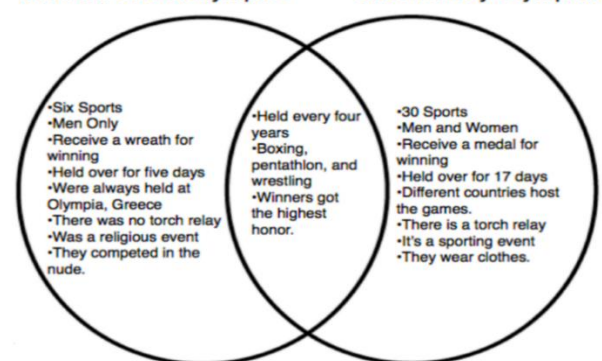 •Six Sports
•Men Only
•Receive a wreath for
winning
•Held over for five days
•Were always held at
Olympia, Greece
•There was no torch relay
•Was a religious event
•They competed in the
nude.
•Held every four
years
•Boxing,
pentathlon, and
wrestling
•Winners got
the highest
honor.
•30 Sports
•Men and Women
•Receive a medal for
winning
•Held over for 17 days
•Different countries host
the games.
•There is a torch relay
•It's a sporting event
•They wear clothes.